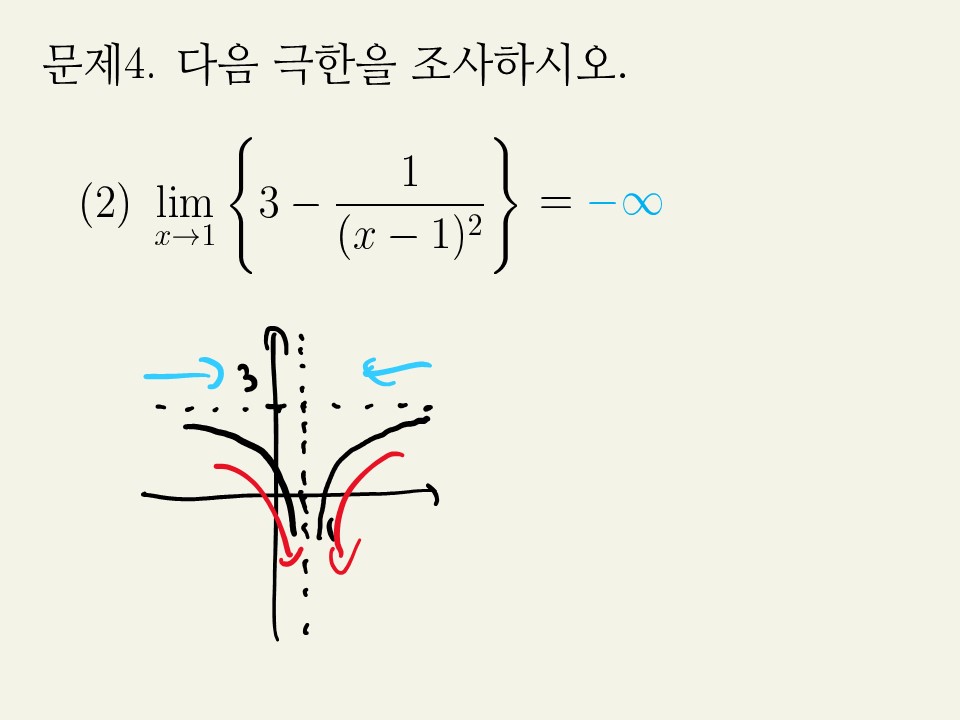 문제4. 다음 극한을 조사하시오.
(2) lim x→1 { 3 − 1/(x − 1)² } = −∞
3